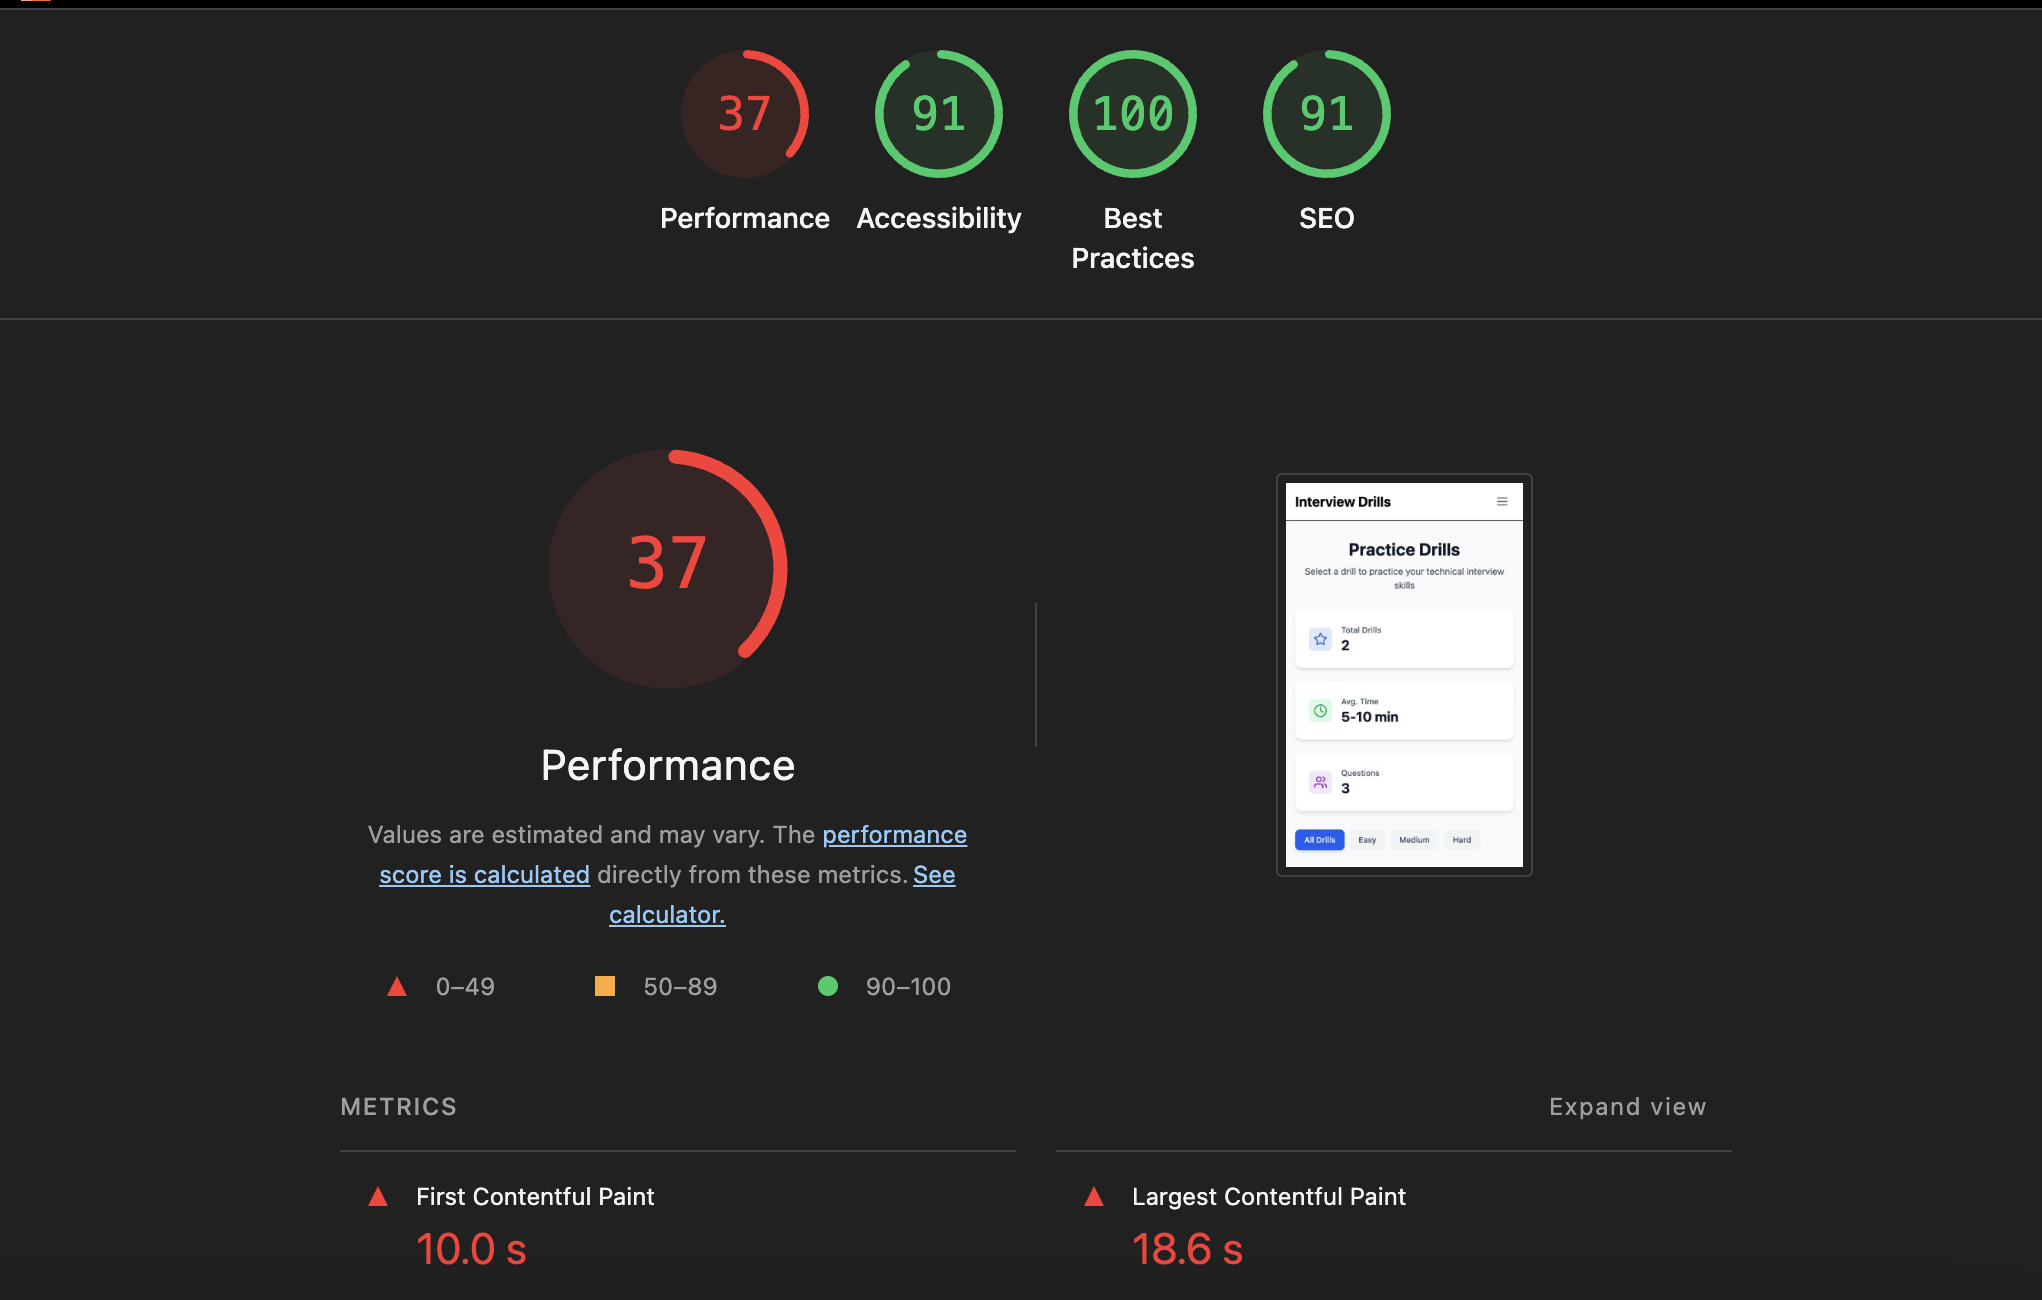 37
91
100
91
Performance
Accessibility
Best
Practices
SEO
37
Performance
Values are estimated and may vary. The performance
score is calculated directly from these metrics. See
calculator.
0–49
50–89
90–100
Interview Drills
Practice Drills
Select a drill to practice your technical interview
skills
Total Drills
2
Avg. Time
5-10 min
Questions
3
All Drills
Easy
Medium
Hard
METRICS
Expand view
First Contentful Paint
10.0 s
Largest Contentful Paint
18.6 s